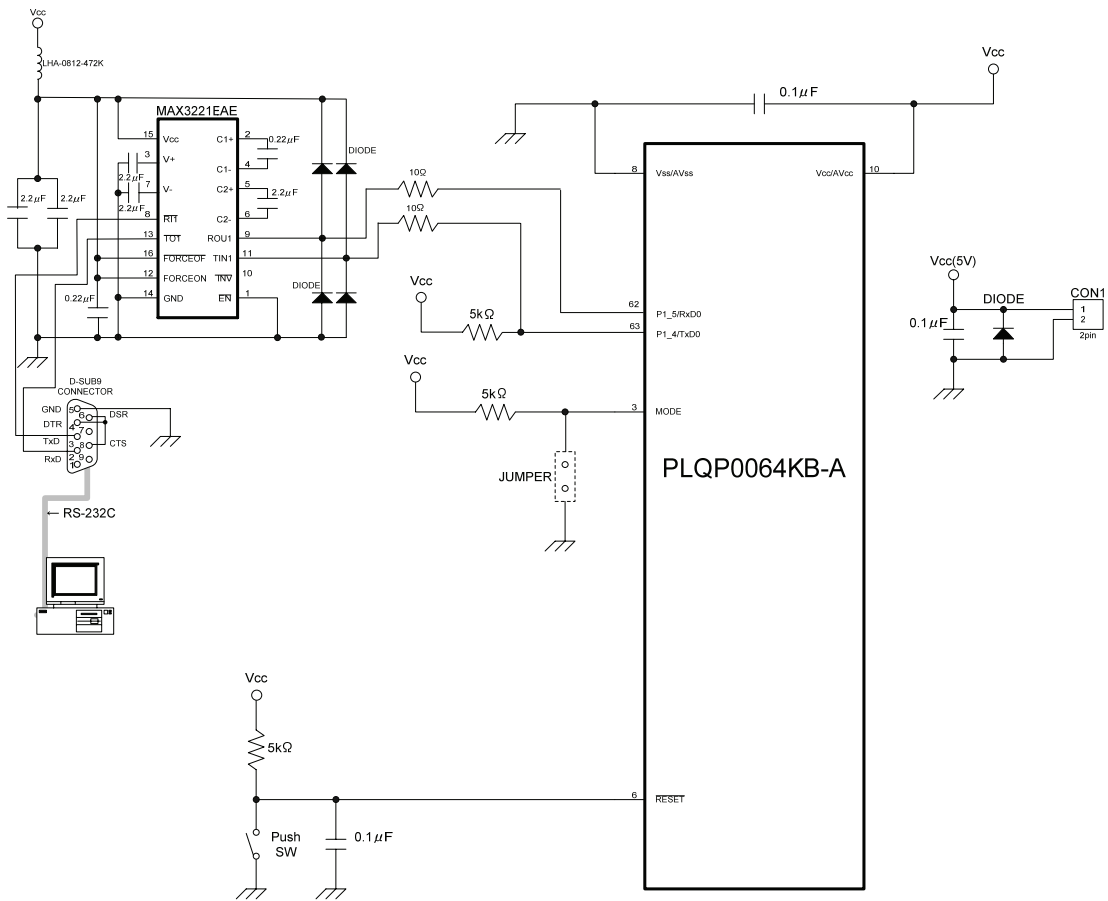 Vcc
LHA-0812-472K
MAX3221EAE
15 Vcc C1+ 2
0.22μF
3 V+ C1- 4
2.2μF
7 V- C2+ 5
2.2μF
2.2μF
8 RI1 C2- 6
2.2μF 2.2μF
13 TO1 ROU1 9
16 FORCEOF TIN1 11
12 FORCEON INV 10
14 GND EN 1
0.22μF
DIODE
DIODE
10Ω
10Ω
Vcc
5kΩ
Vcc
5kΩ
JUMPER
D-SUB9
CONNECTOR
GND 5
6 DSR
DTR 4
7
TxD 3
8 CTS
RxD 2
9
1
← RS-232C
Vcc
0.1μF
8 Vss/AVss Vcc/AVcc 10
62 P1_5/RxD0
63 P1_4/TxD0
3 MODE
PLQP0064KB-A
6 RESET
Vcc(5V)
DIODE
CON1
0.1μF
1
2
2pin
Vcc
5kΩ
Push
SW
0.1μF